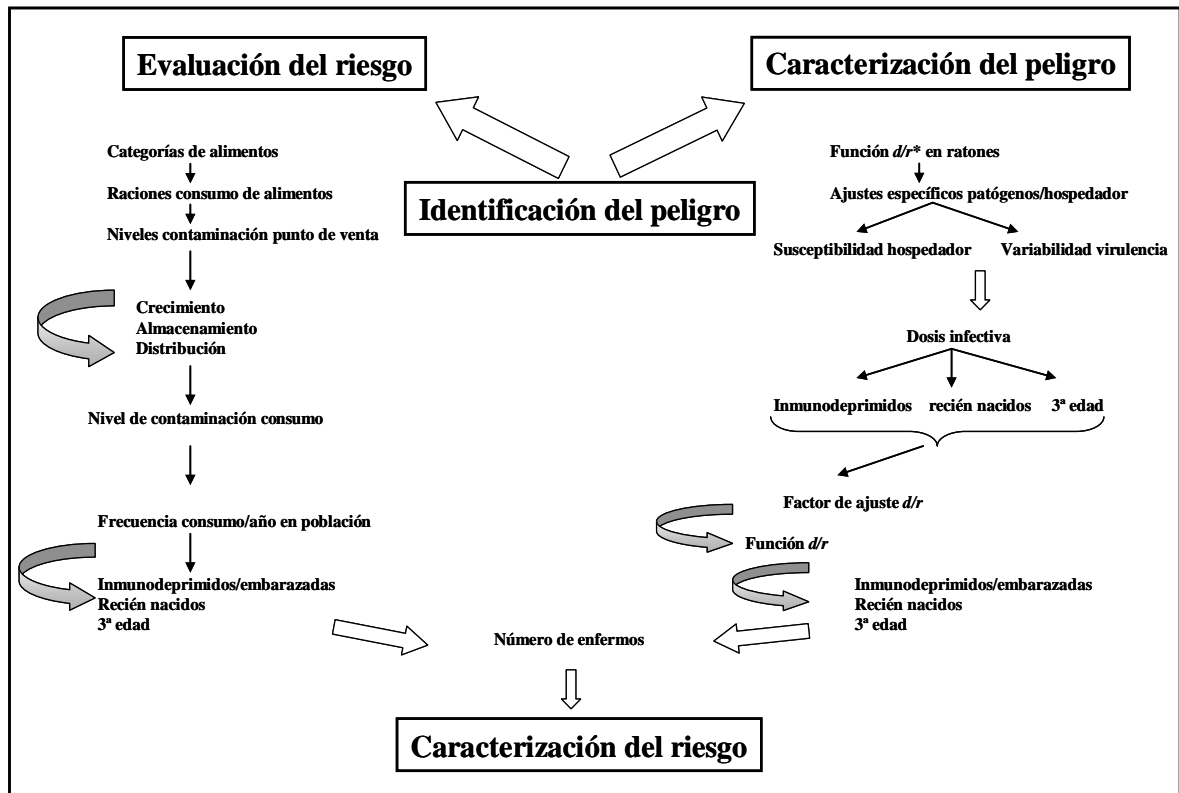 Evaluación del riesgo
Caracterización del peligro
Identificación del peligro
Categorías de alimentos
Raciones consumo de alimentos
Niveles contaminación punto de venta
Crecimiento
Almacenamiento
Distribución
Nivel de contaminación consumo
Frecuencia consumo/año en población
Inmunodeprimidos/embarazadas
Recién nacidos
3ª edad
Función d/r* en ratones
Ajustes específicos patógenos/hospedador
Susceptibilidad hospedador
Variabilidad virulencia
Dosis infectiva
Inmunodeprimidos
recién nacidos
3ª edad
Factor de ajuste d/r
Función d/r
Inmunodeprimidos/embarazadas
Recién nacidos
3ª edad
Número de enfermos
Caracterización del riesgo